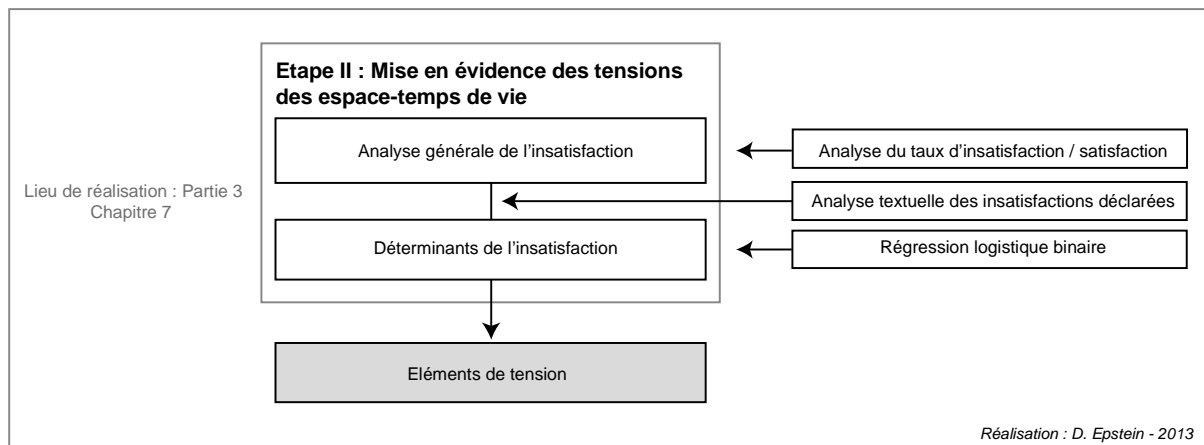 Etape II : Mise en évidence des tensions
des espace-temps de vie
Analyse générale de l’insatisfaction
Analyse du taux d’insatisfaction / satisfaction
Lieu de réalisation : Partie 3
Chapitre 7
Analyse textuelle des insatisfactions déclarées
Déterminants de l’insatisfaction
Régression logistique binaire
Eléments de tension
Réalisation : D. Epstein - 2013